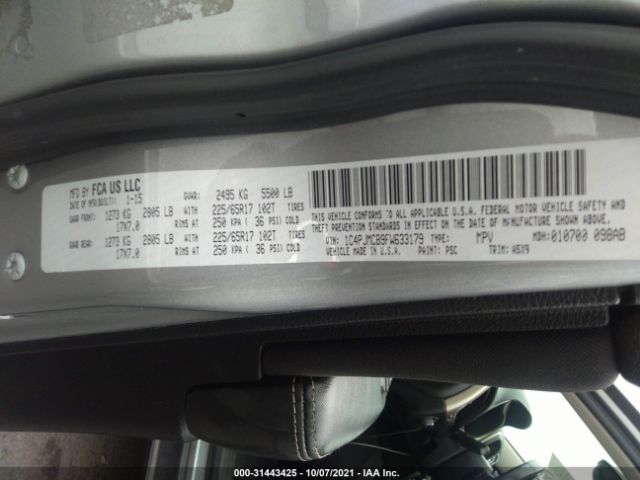 MFD BY FCA US LLC
DATE OF MFR(BUILT): 1-15 GVWR: 2495 KG 5500 LB
GAWR FRONT: 1273 KG 2805 LB WITH 225/65R17 102T TIRES
17X7.0 RIMS AT 250 KPA ( 36 PSI) COLD
GAWR REAR: 1273 KG 2805 LB WITH 225/65R17 102T TIRES
17X7.0 RIMS AT 250 KPA ( 36 PSI) COLD
THIS VEHICLE CONFORMS TO ALL APPLICABLE U.S.A. FEDERAL MOTOR VEHICLE SAFETY, AND
THEFT PREVENTION STANDARDS IN EFFECT ON THE DATE OF MANUFACTURE SHOWN ABOVE.
VIN: 1C4PJMCB9FW633179 TYPE: MPV MDH:010700 098AB
VEHICLE MADE IN U.S.A. PAINT: PSC TRIM: A5X9
000-31443425 - 10/07/2021 - IAA Inc.